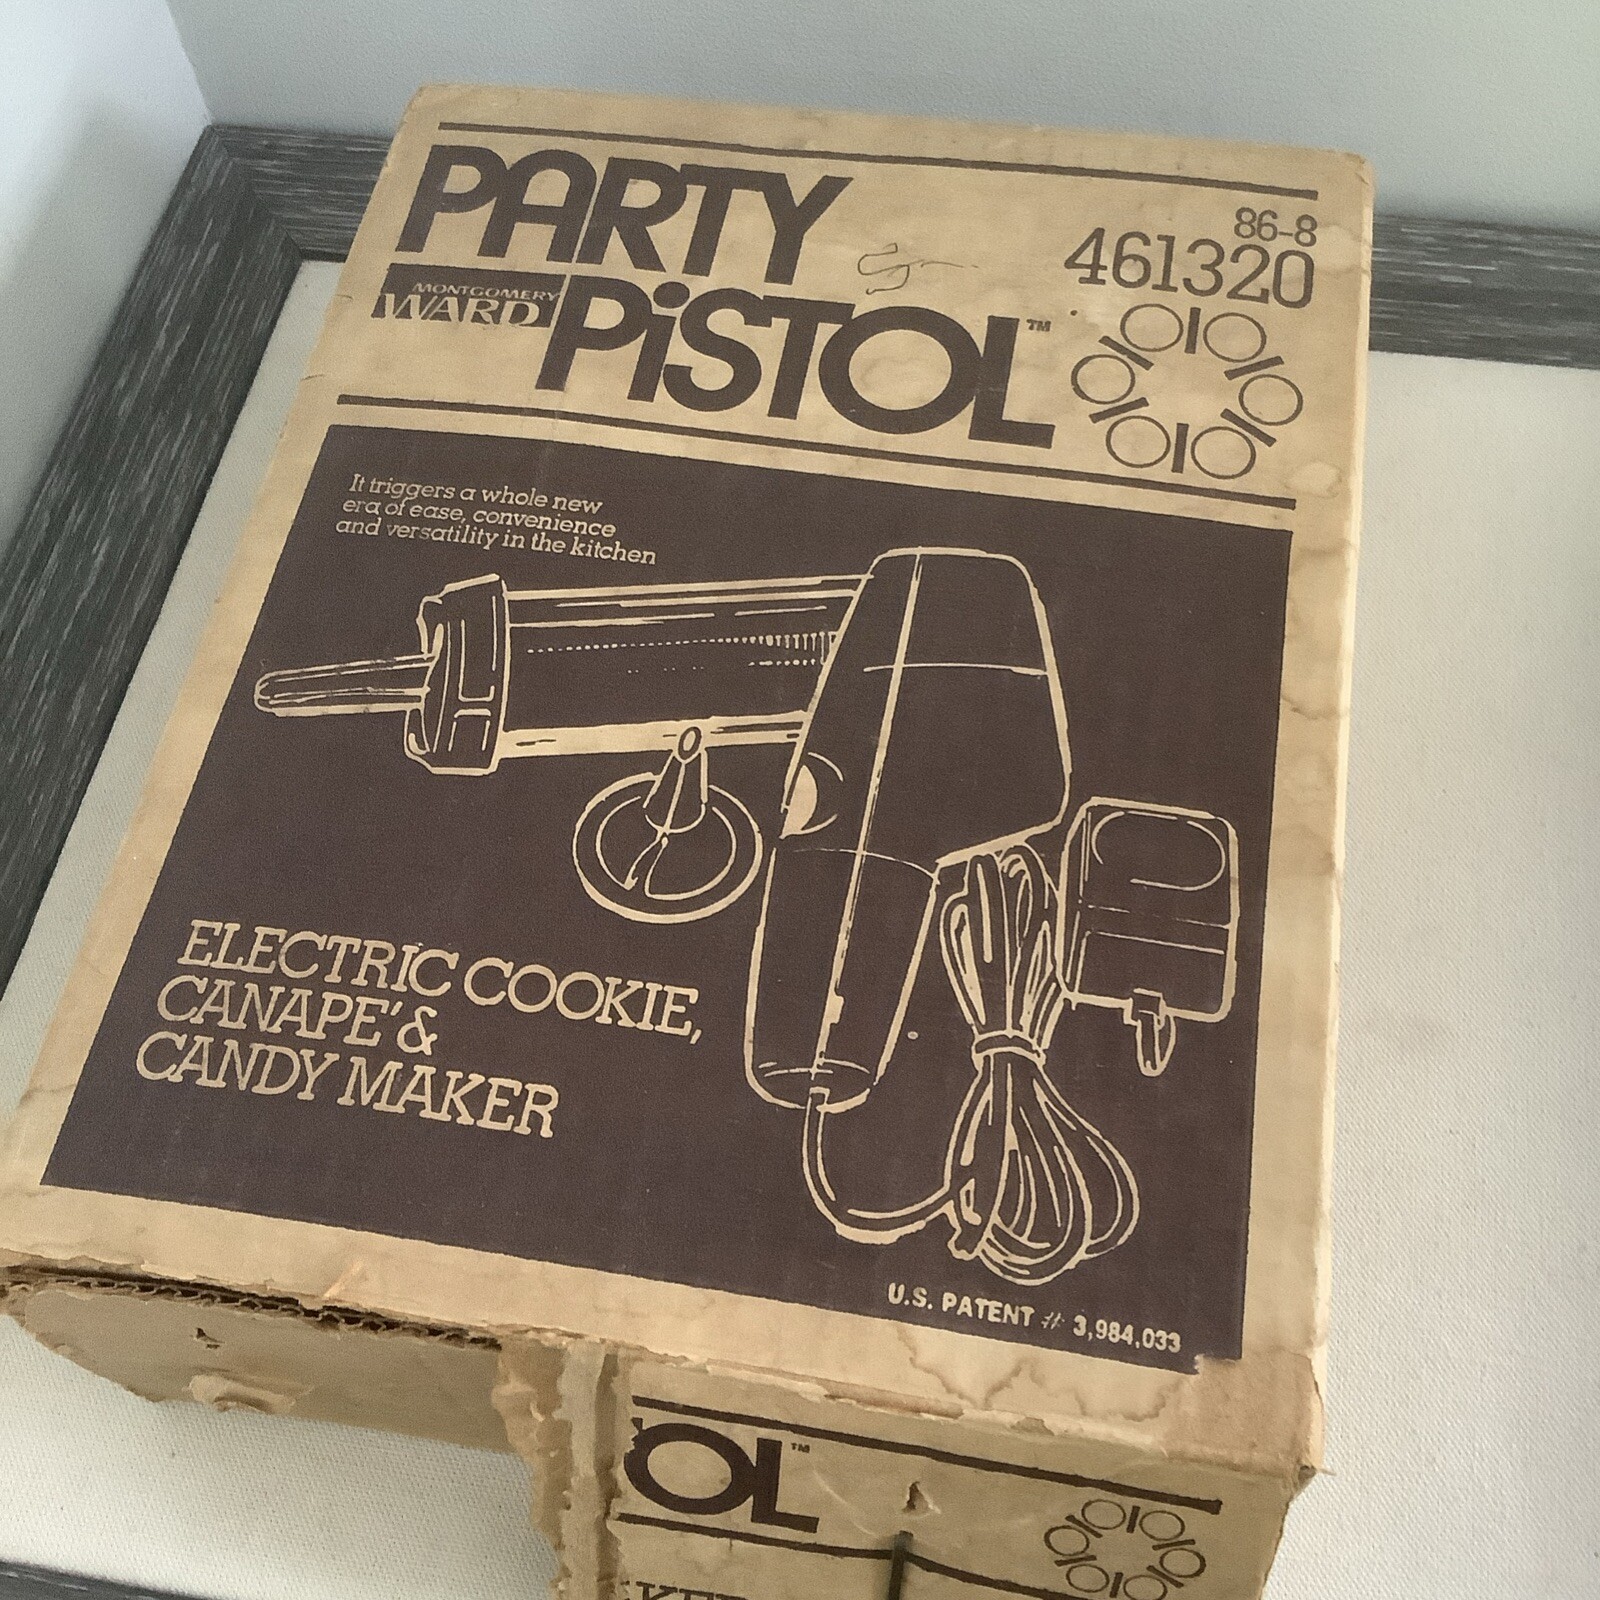 PARTY
86-8
461320
MONTGOMERY
WARD
PiSTOL™
It triggers a whole new
era of ease, convenience
and versatility in the kitchen
ELECTRIC COOKIE,
CANAPE' &
CANDY MAKER
U.S. PATENT # 3,984,033
OL™